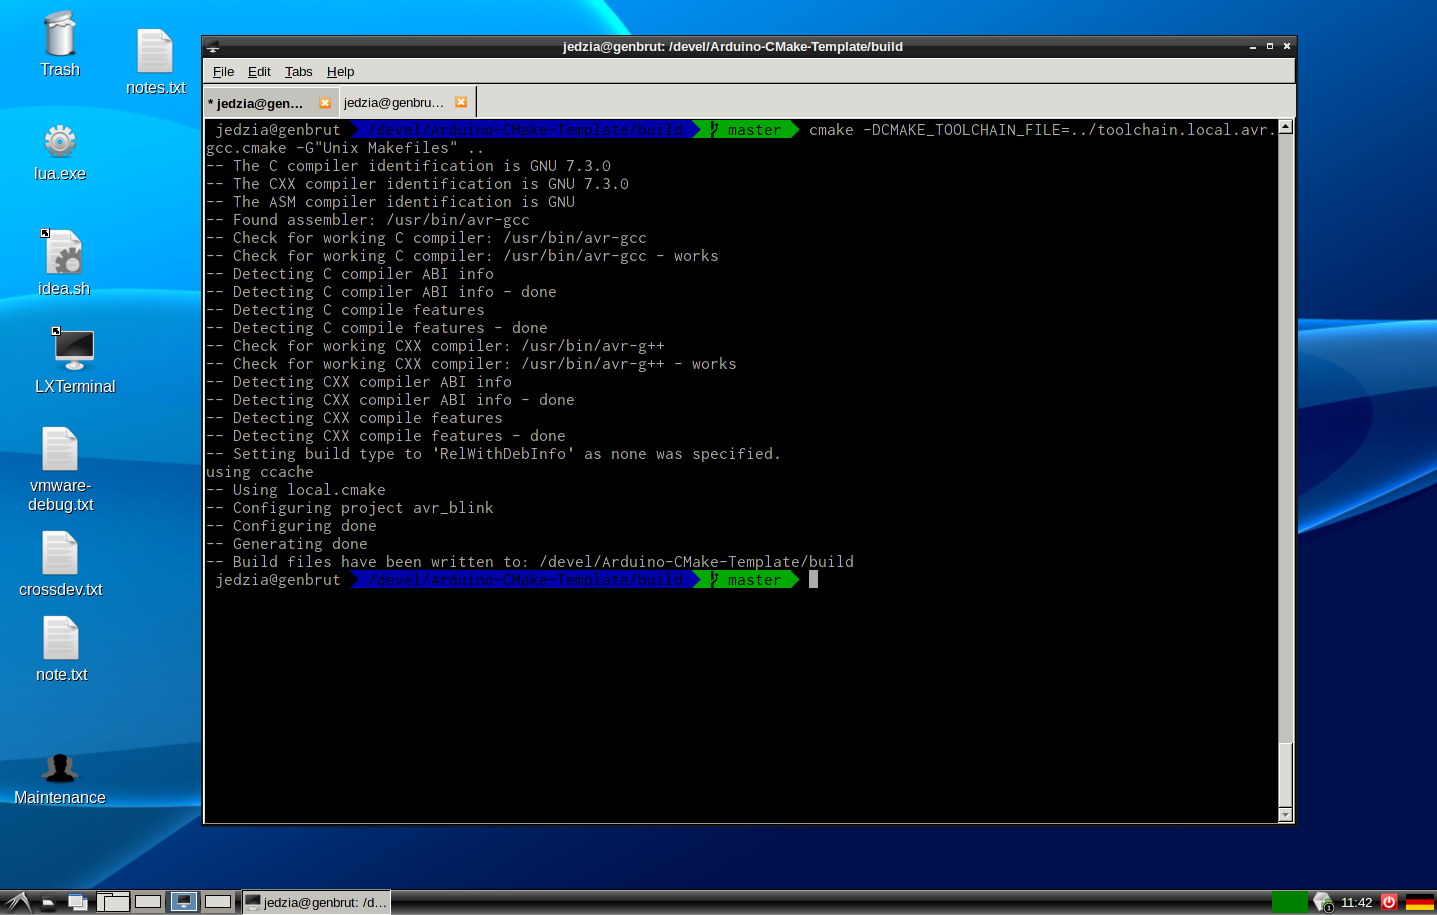 Trash
notes.txt
lua.exe
idea.sh
LXTerminal
vmware-
debug.txt
crossdev.txt
note.txt
Maintenance
jedzia@genbrut: /devel/Arduino-CMake-Template/build
File Edit Tabs Help
* jedzia@gen... jedzia@genbru...
jedzia@genbrut /devel/Arduino-CMake-Template/build master cmake -DCMAKE_TOOLCHAIN_FILE=../toolchain.local.avr.
gcc.cmake -G"Unix Makefiles" ..
-- The C compiler identification is GNU 7.3.0
-- The CXX compiler identification is GNU 7.3.0
-- The ASM compiler identification is GNU
-- Found assembler: /usr/bin/avr-gcc
-- Check for working C compiler: /usr/bin/avr-gcc
-- Check for working C compiler: /usr/bin/avr-gcc - works
-- Detecting C compiler ABI info
-- Detecting C compiler ABI info - done
-- Detecting C compile features
-- Detecting C compile features - done
-- Check for working CXX compiler: /usr/bin/avr-g++
-- Check for working CXX compiler: /usr/bin/avr-g++ - works
-- Detecting CXX compiler ABI info
-- Detecting CXX compiler ABI info - done
-- Detecting CXX compile features
-- Detecting CXX compile features - done
-- Setting build type to 'RelWithDebInfo' as none was specified.
using ccache
-- Using local.cmake
-- Configuring project avr_blink
-- Configuring done
-- Generating done
-- Build files have been written to: /devel/Arduino-CMake-Template/build
jedzia@genbrut /devel/Arduino-CMake-Template/build master
jedzia@genbrut: /d...
1
11:42